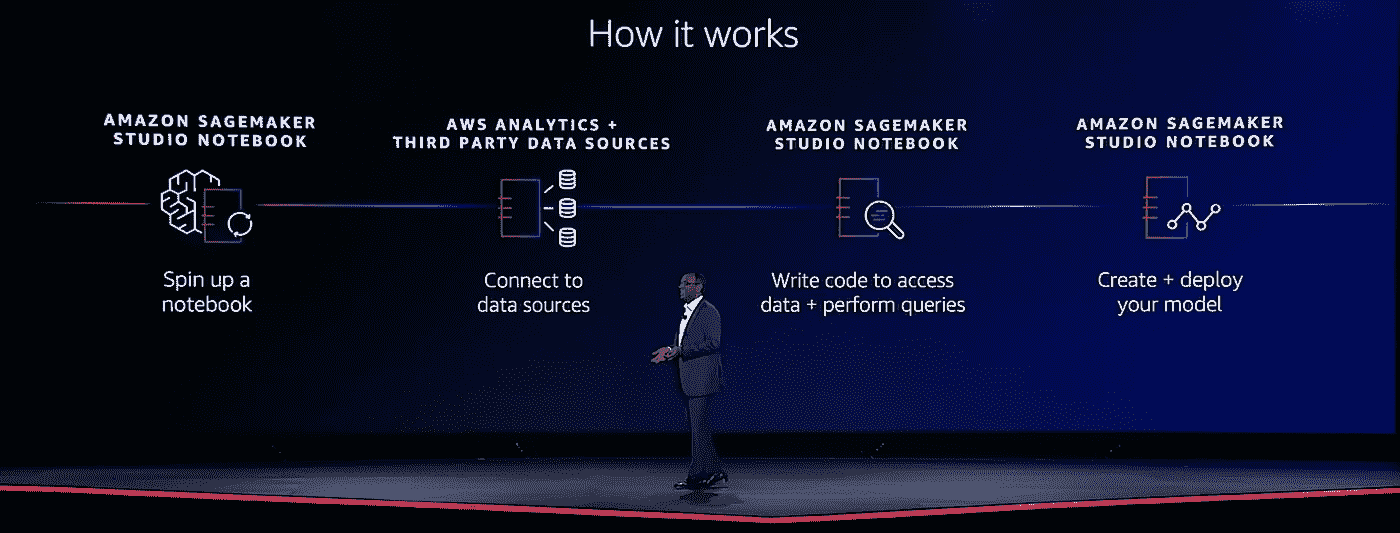 How it works
AMAZON SAGEMAKER
STUDIO NOTEBOOK
Spin up a
notebook
AWS ANALYTICS +
THIRD PARTY DATA SOURCES
Connect to
data sources
AMAZON SAGEMAKER
STUDIO NOTEBOOK
Write code to access
data + perform queries
AMAZON SAGEMAKER
STUDIO NOTEBOOK
Create + deploy
your model